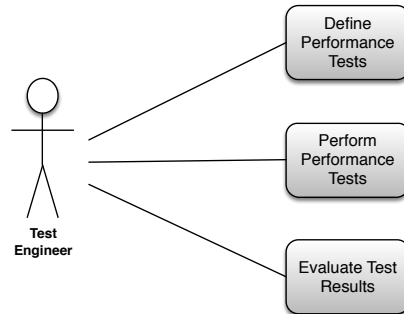 Define
Performance
Tests
Perform
Performance
Tests
Test
Engineer
Evaluate Test
Results